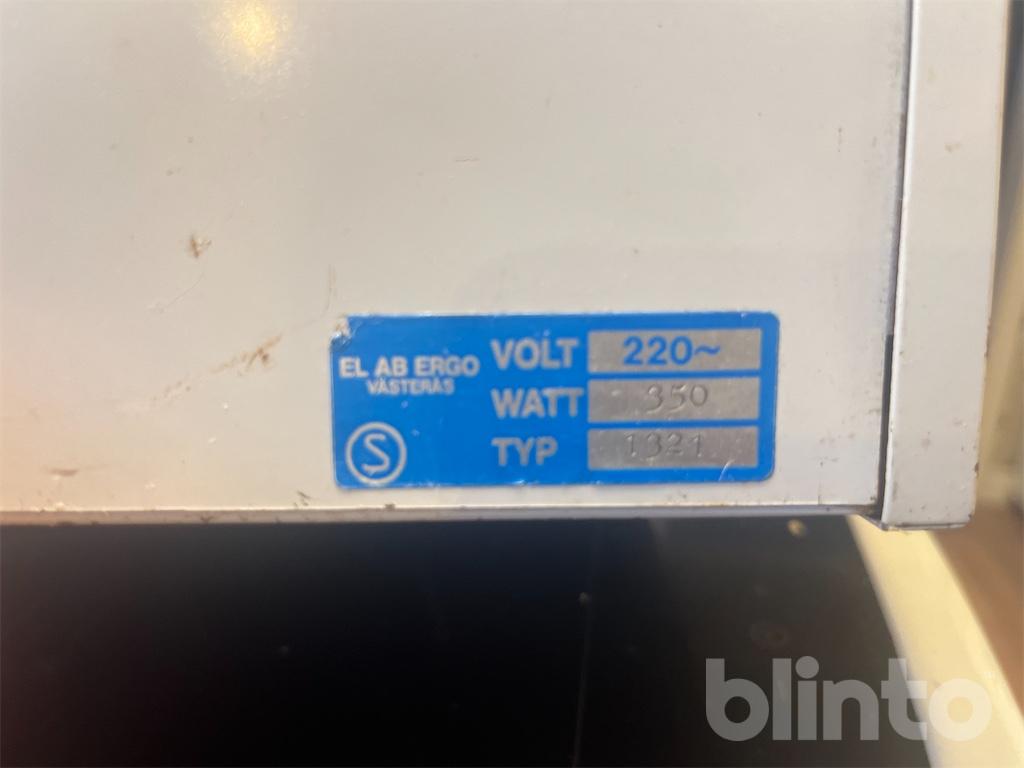 EL AB ERGO
VÄSTERÅS
S
VOLT 220~
WATT 350
TYP 1321
blinto